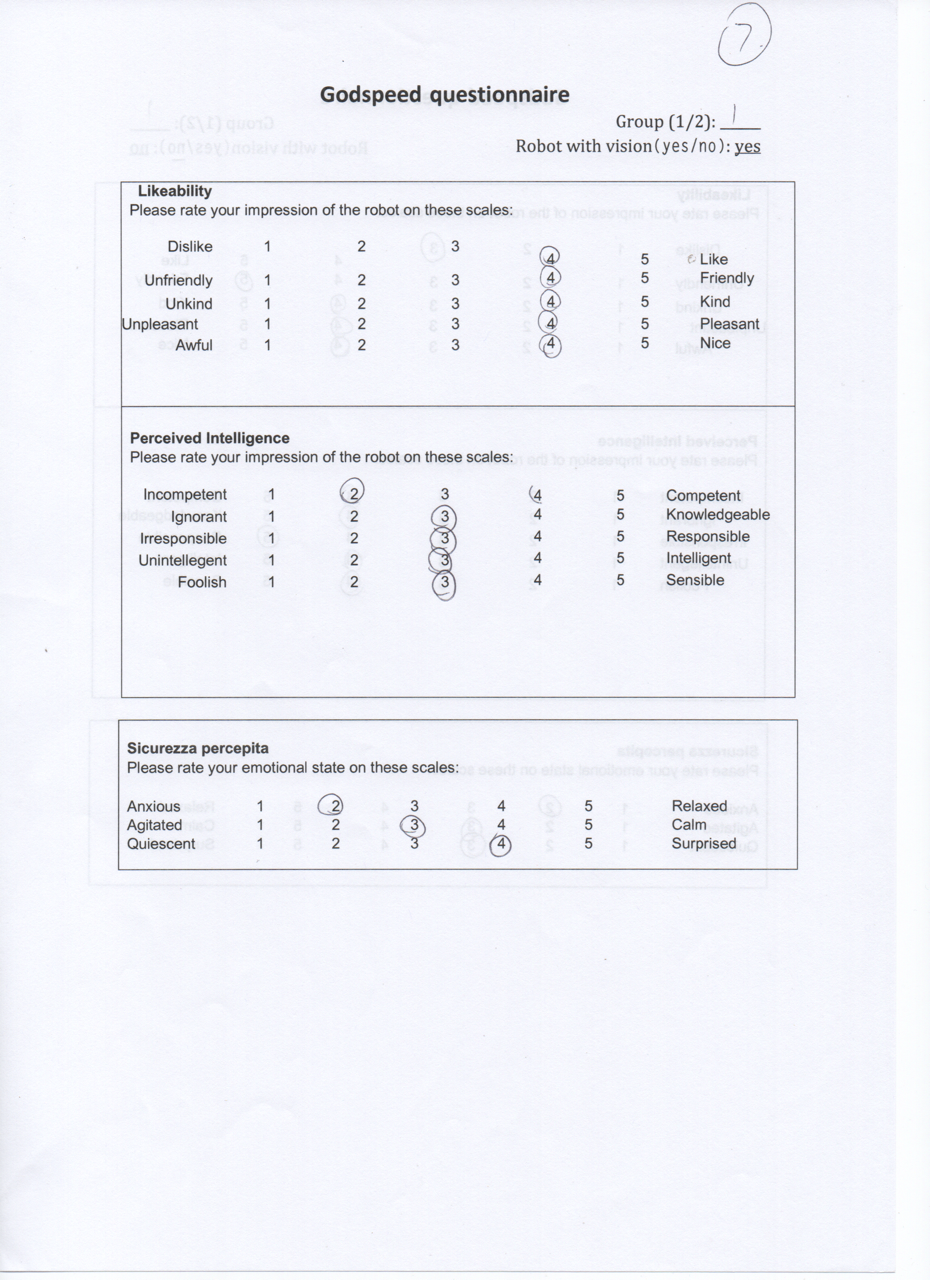 7
Godspeed questionnaire
Group (1/2): 1
Robot with vision(yes/no): yes
Likeability
Please rate your impression of the robot on these scales:
Dislike 1 2 3 4 5 Like
Unfriendly 1 2 3 4 5 Friendly
Unkind 1 2 3 4 5 Kind
Unpleasant 1 2 3 4 5 Pleasant
Awful 1 2 3 4 5 Nice
Perceived Intelligence
Please rate your impression of the robot on these scales:
Incompetent 1 2 3 4 5 Competent
Ignorant 1 2 3 4 5 Knowledgeable
Irresponsible 1 2 3 4 5 Responsible
Unintellegent 1 2 3 4 5 Intelligent
Foolish 1 2 3 4 5 Sensible
Sicurezza percepita
Please rate your emotional state on these scales:
Anxious 1 2 3 4 5 Relaxed
Agitated 1 2 3 4 5 Calm
Quiescent 1 2 3 4 5 Surprised